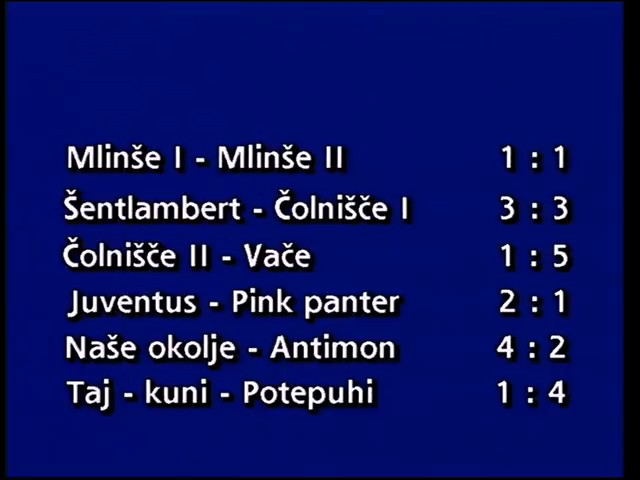 Mlinše I - Mlinše II 1 : 1
Šentlambert - Čolnišče I 3 : 3
Čolnišče II - Vače 1 : 5
Juventus - Pink panter 2 : 1
Naše okolje - Antimon 4 : 2
Taj - kuni - Potepuhi 1 : 4